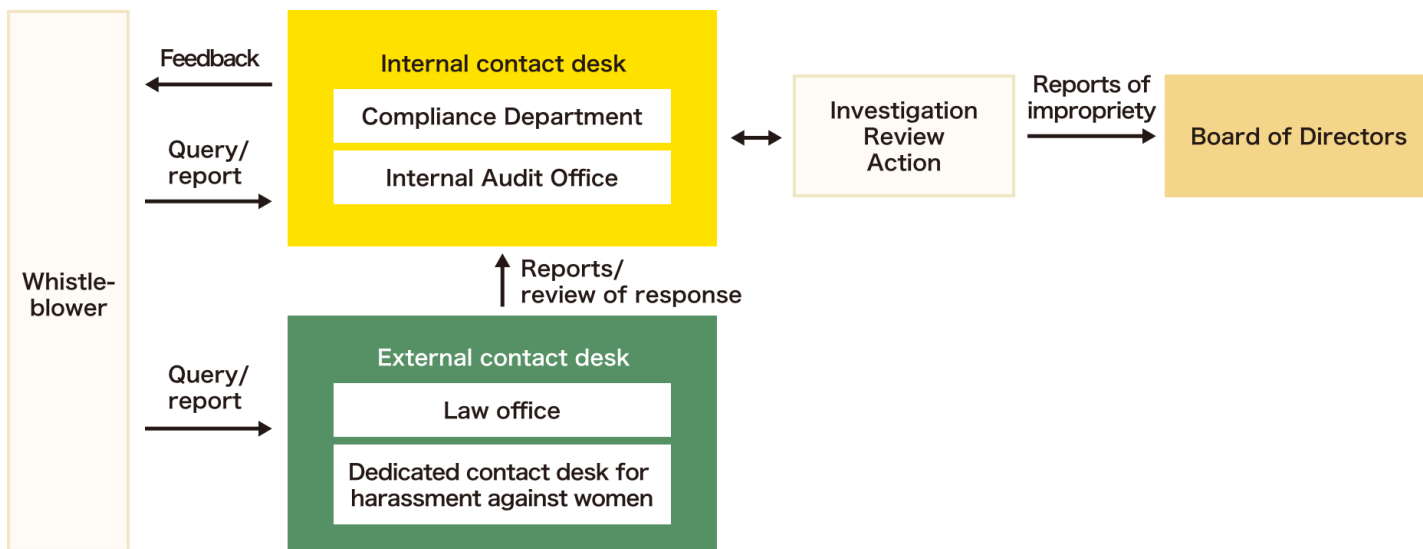 Whistle-
blower
Feedback
Query/
report
Query/
report
Internal contact desk
Compliance Department
Internal Audit Office
Reports/
review of response
External contact desk
Law office
Dedicated contact desk for
harassment against women
Investigation
Review
Action
Reports of
impropriety
Board of Directors